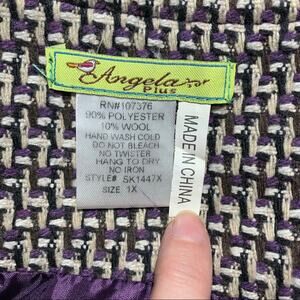 Angela
Plus
RN#107376
90% POLYESTER
10% WOOL
HAND WASH COLD
DO NOT BLEACH
NO TWISTER
HANG TO DRY
NO IRON
STYLE# SK1447X
SIZE 1X
MADE IN CHINA